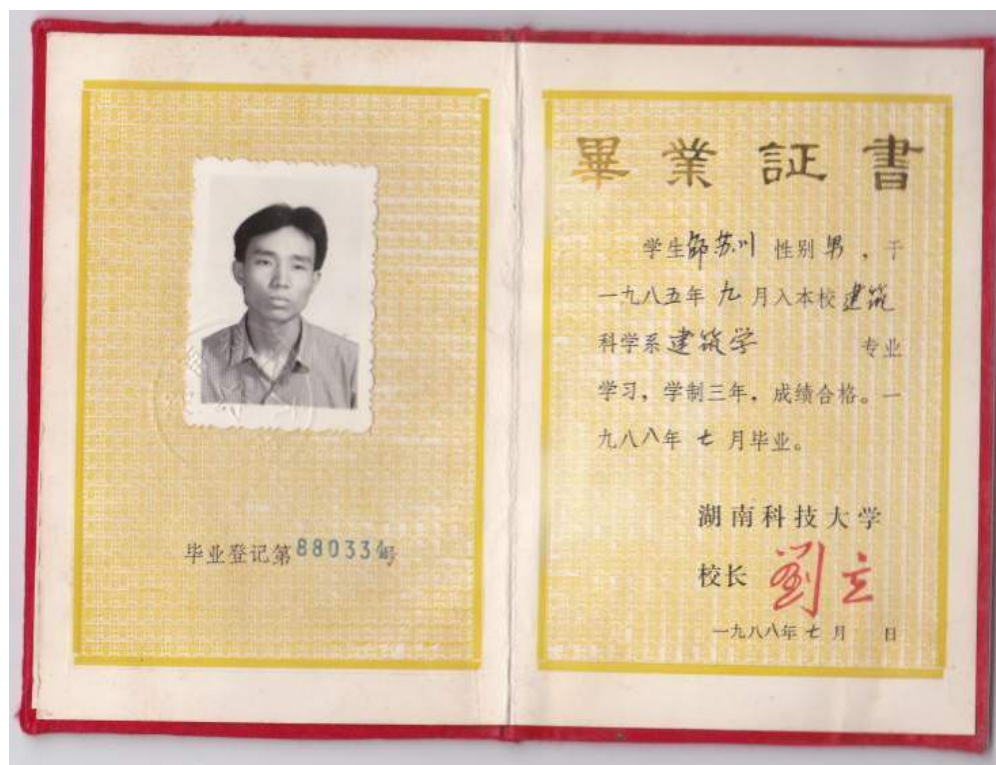 毕业登记第880334号
畢業証書
学生邹苏川 性别男，于
一九八五年 九 月入本校建筑
科学系建筑学 专业
学习，学制三年，成绩合格。一
九八八年 七 月毕业。
湖南科技大学
校长 劉立
一九八八年七月 日